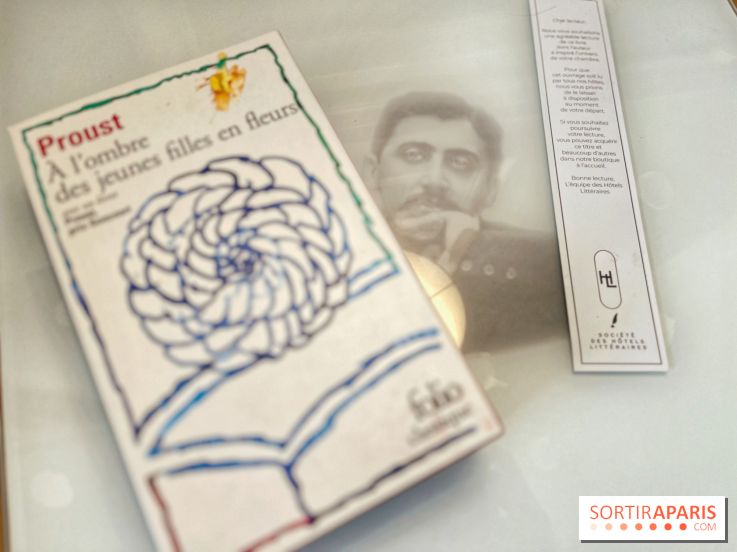 Proust
À l'ombre
des jeunes filles en fleurs
folio
classique
Cher lecteur,
Nous vous souhaitons
une agréable lecture
de ce livre
dont l'auteur
a inspiré l'univers
de votre chambre.
Pour que
cet ouvrage soit lu
par tous nos hôtes,
nous vous prions
de le laisser
à disposition
au moment
de votre départ.
Si vous souhaitez
poursuivre
votre lecture,
vous pouvez acquérir
ce titre et
beaucoup d'autres
dans notre boutique
à l'accueil.
Bonne lecture,
L'équipe des Hôtels
Littéraires
HL
SOCIÉTÉ
DES HÔTELS
LITTÉRAIRES
SORTIRAPARIS
.COM